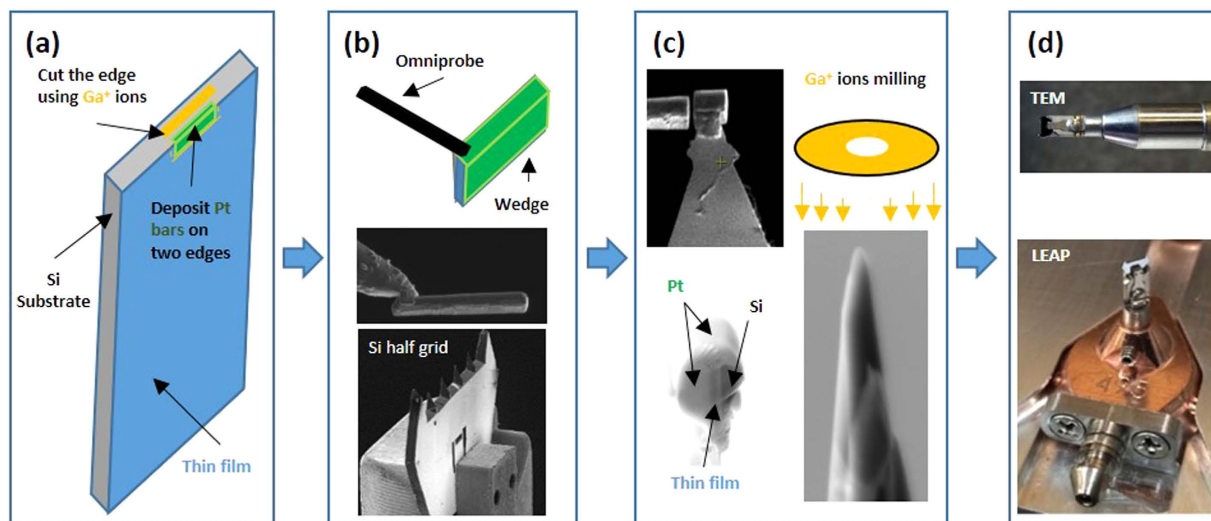 (a)
Cut the edge
using Ga⁺ ions
Deposit Pt
bars on
two edges
Si
Substrate
Thin film
(b)
Omniprobe
Wedge
Si half grid
(c)
Ga⁺ ions milling
Pt
Si
Thin film
(d)
TEM
LEAP
4